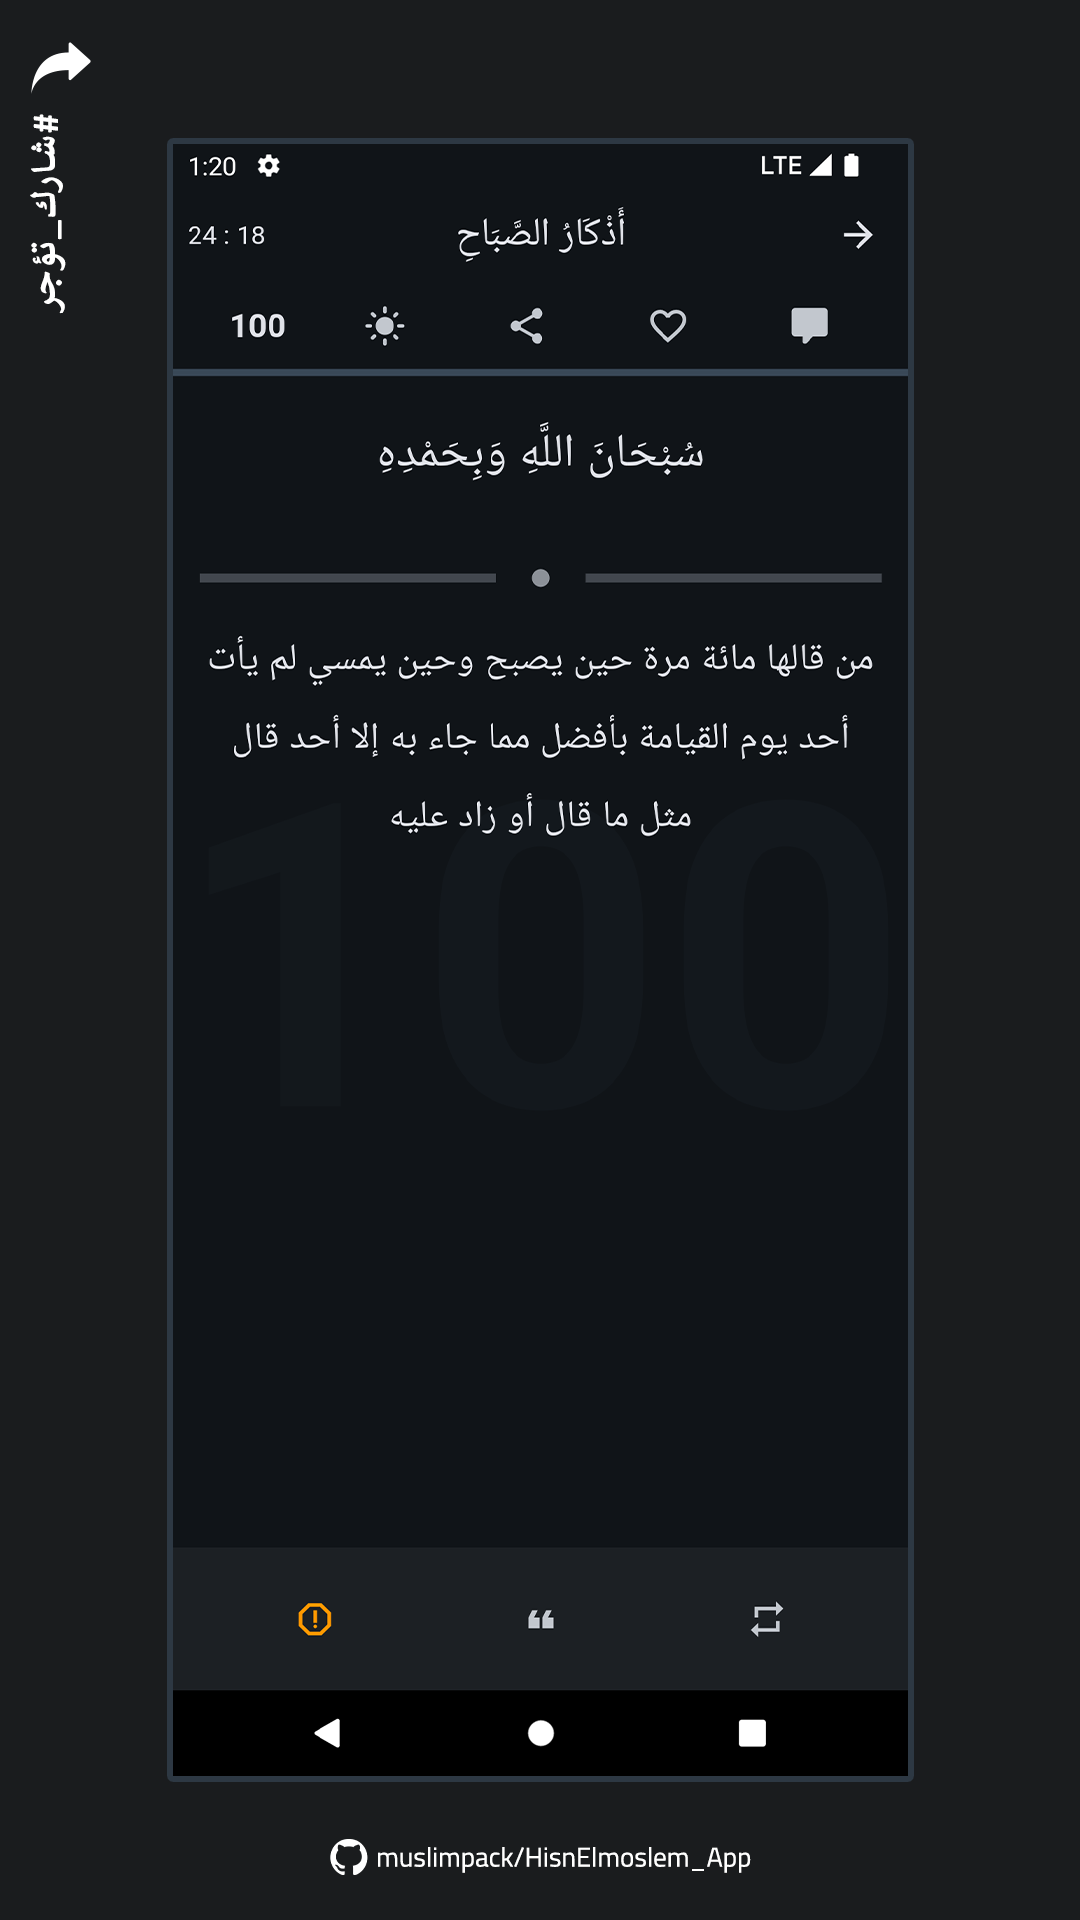 #شارك_تؤجر
1:20 LTE
24 : 18 أَذْكَارُ الصَّبَاحِ
100
سُبْحَانَ اللَّهِ وَبِحَمْدِهِ
من قالها مائة مرة حين يصبح وحين يمسي لم يأت
أحد يوم القيامة بأفضل مما جاء به إلا أحد قال
مثل ما قال أو زاد عليه
100
muslimpack/HisnElmoslem_App